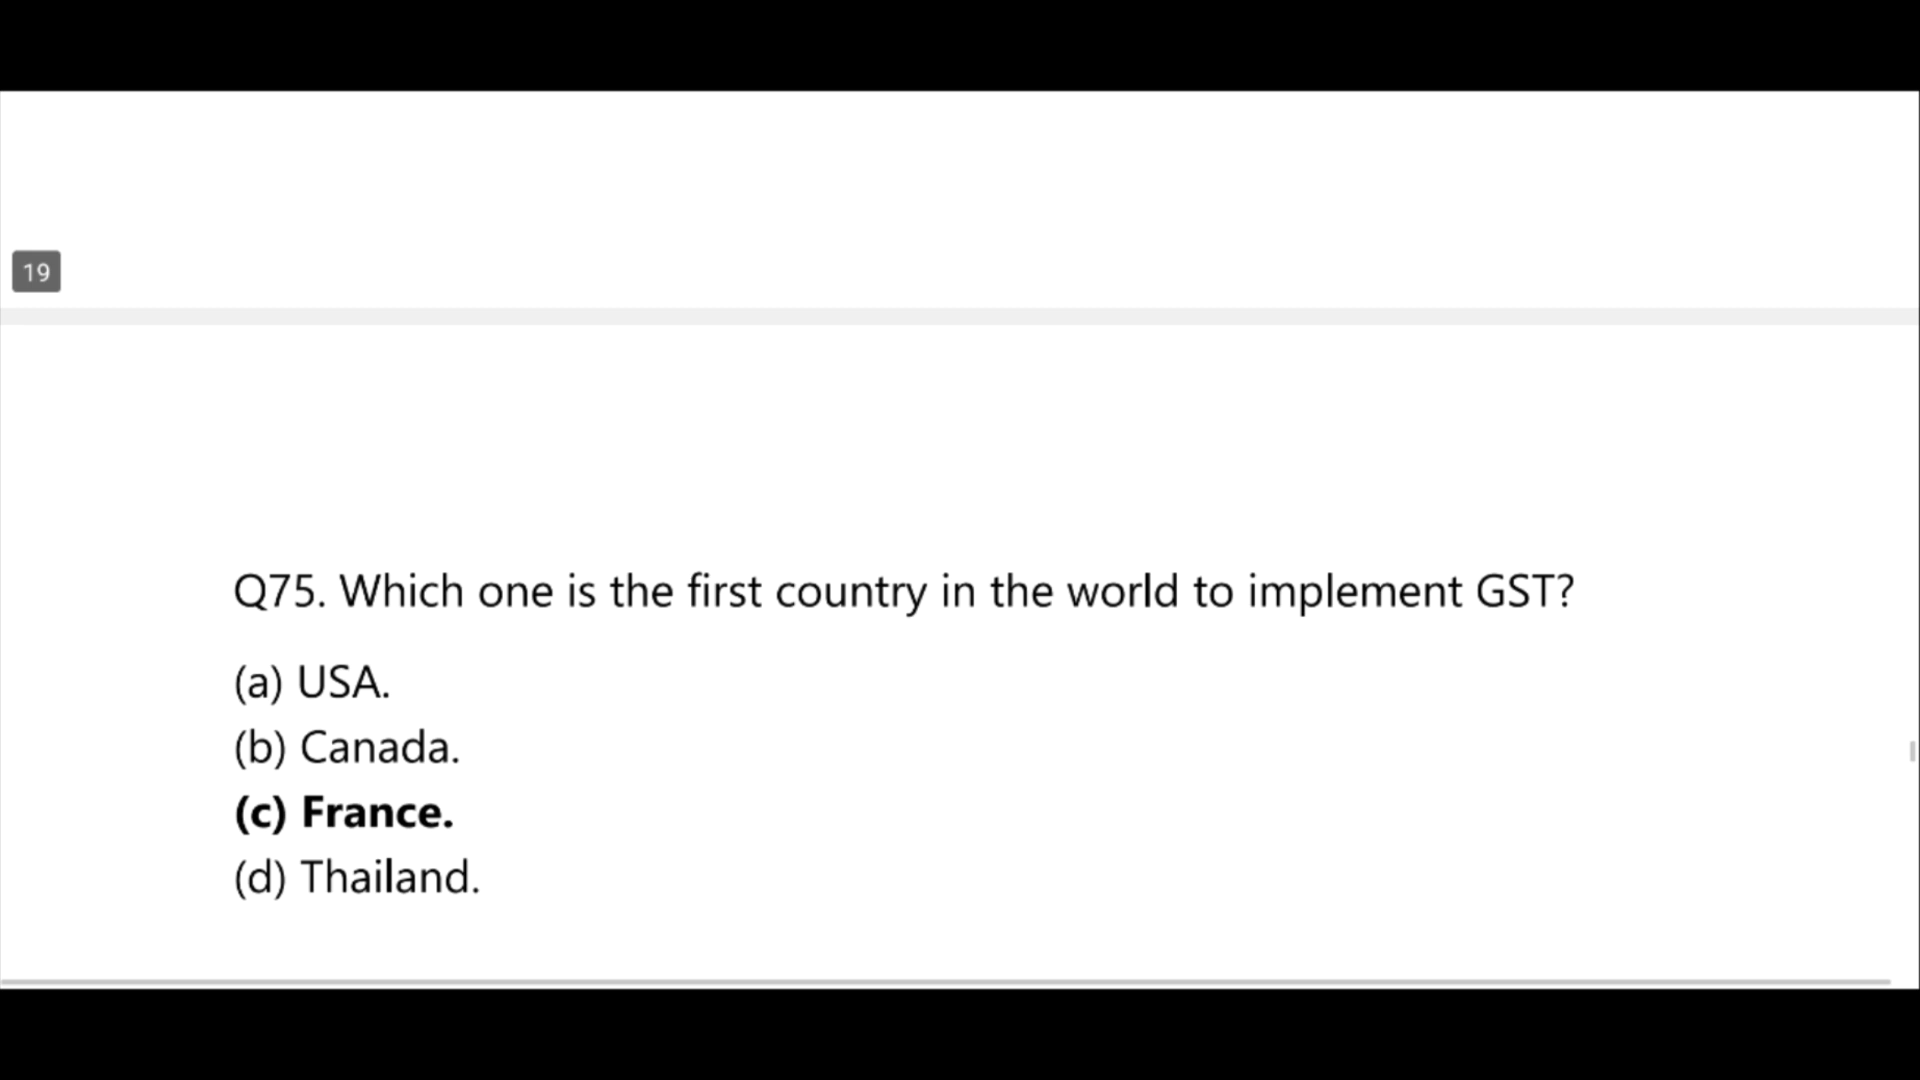 19
Q75. Which one is the first country in the world to implement GST?
(a) USA.
(b) Canada.
(c) France.
(d) Thailand.